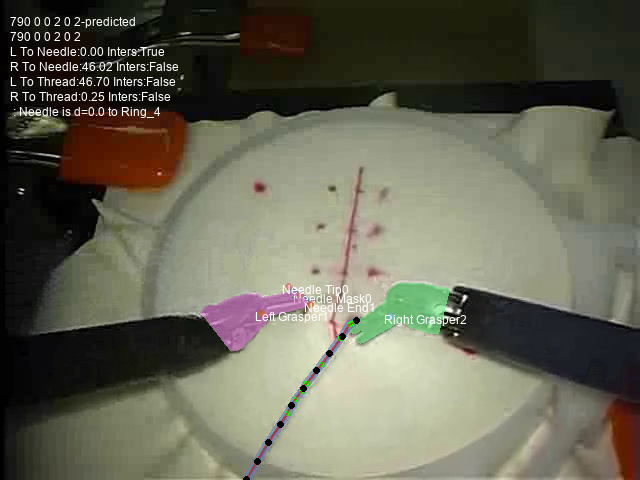 790 0 0 2 0 2-predicted
790 0 0 2 0 2
L To Needle:0.00 Inters:True
R To Needle:46.02 Inters:False
L To Thread:46.70 Inters:False
R To Thread:0.25 Inters:False
: Needle is d=0.0 to Ring_4
Needle Tip0
Needle Mask0
Needle End1
Left Grasper1
Right Grasper2